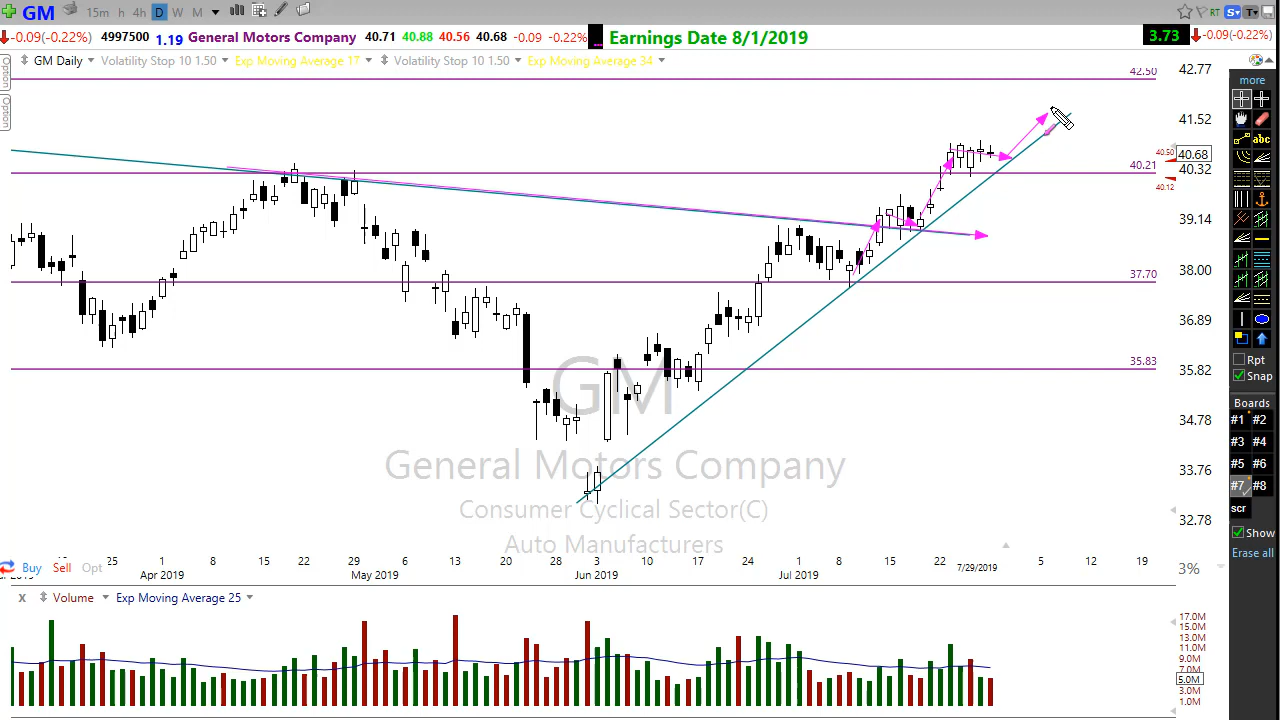 GM 15m h 4h D W M RT S T
-0.09(-0.22%) 4997500 1.19 General Motors Company 40.71 40.88 40.56 40.68 -0.09 -0.22% Earnings Date 8/1/2019 3.73 -0.09(-0.22%)
Option
Option
GM Daily Volatility Stop 10 1.50 Exp Moving Average 17 Volatility Stop 10 1.50 Exp Moving Average 34
42.50
40.21
37.70
35.83
42.77
41.52
40.50
40.68
40.32
40.12
39.14
38.00
36.89
35.82
34.78
33.76
32.78
3%
GM
General Motors Company
Consumer Cyclical Sector(C)
Auto Manufacturers
Buy Sell Opt
25 1 8 15 22 29 6 13 20 28 3 10 17 24 1 8 15 22 7/29/2019 5 12 19
Apr 2019 May 2019 Jun 2019 Jul 2019
X Volume Exp Moving Average 25
17.0M
15.0M
13.0M
11.0M
9.0M
7.0M
5.0M
3.0M
1.0M
more
abc
Rpt
Snap
Boards
#1 #2
#3 #4
#5 #6
#7 #8
scr
Show
Erase all